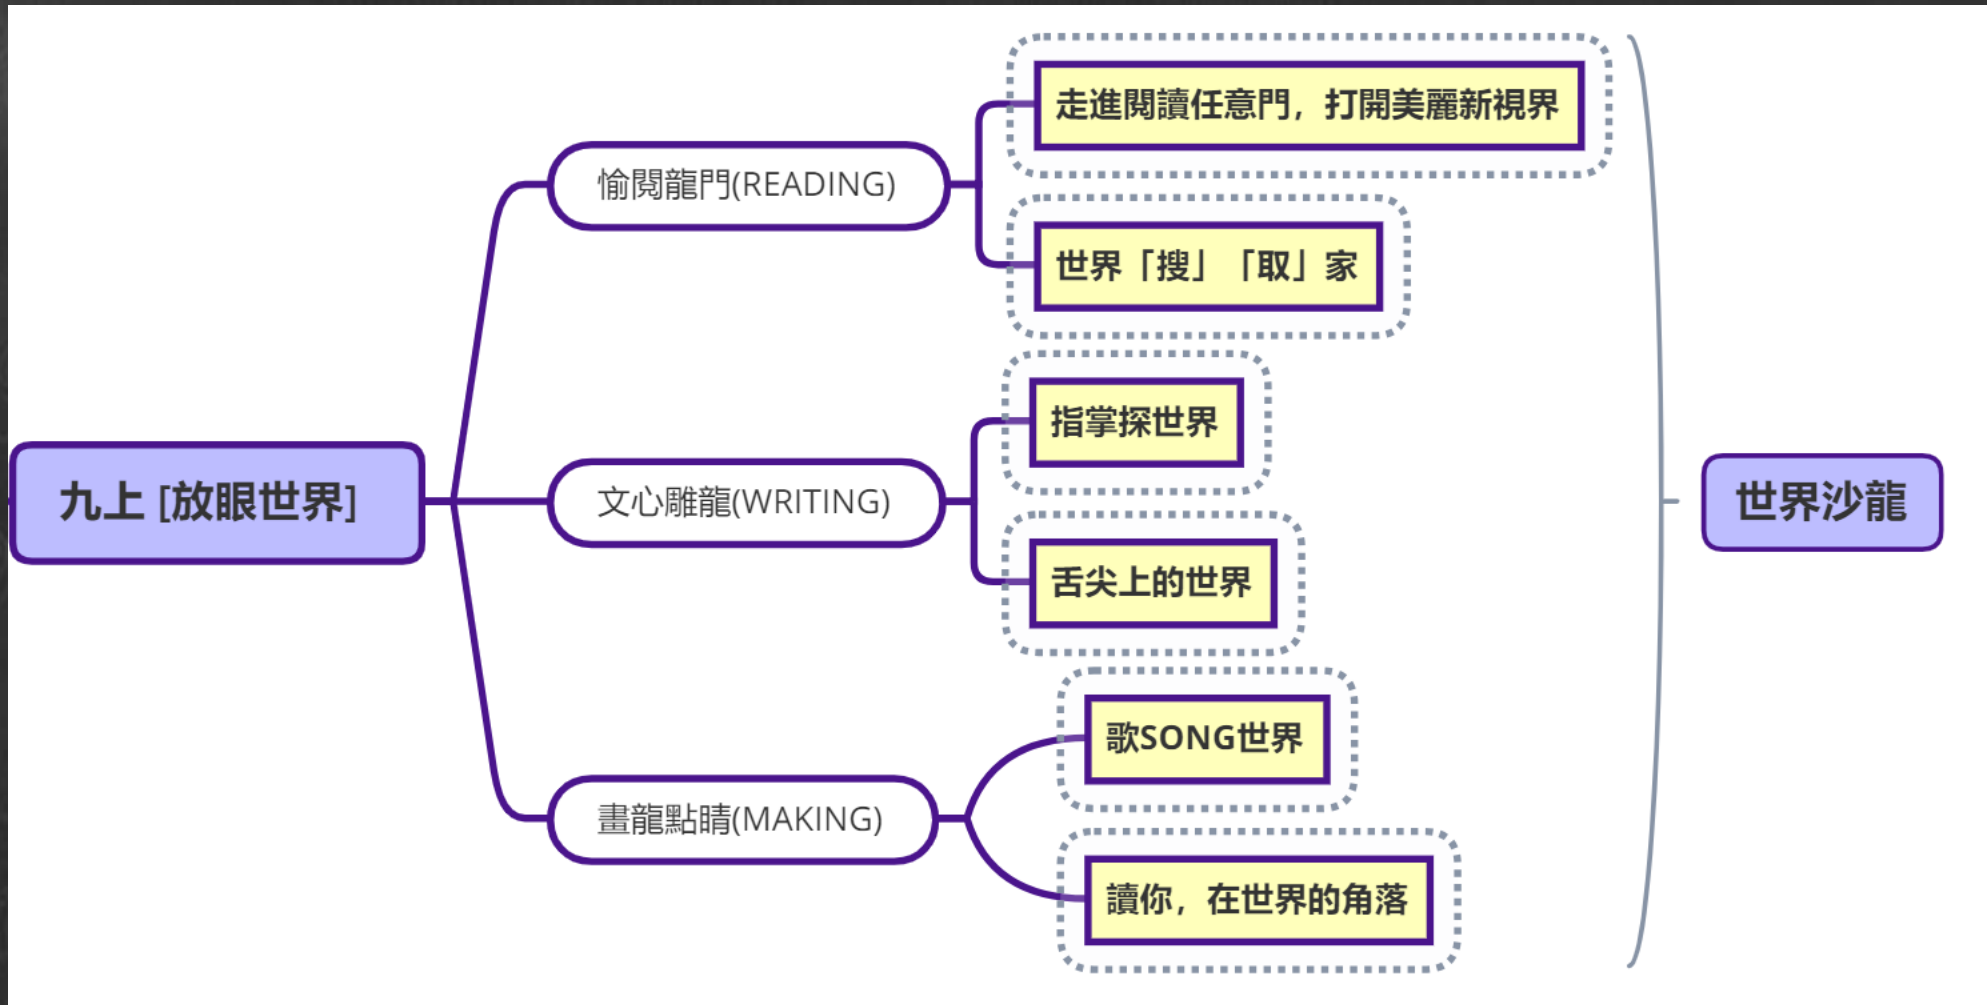 九上 [放眼世界]
愉閱龍門(READING)
走進閱讀任意門，打開美麗新視界
世界「搜」「取」家
文心雕龍(WRITING)
指掌探世界
舌尖上的世界
畫龍點睛(MAKING)
歌SONG世界
讀你，在世界的角落
世界沙龍